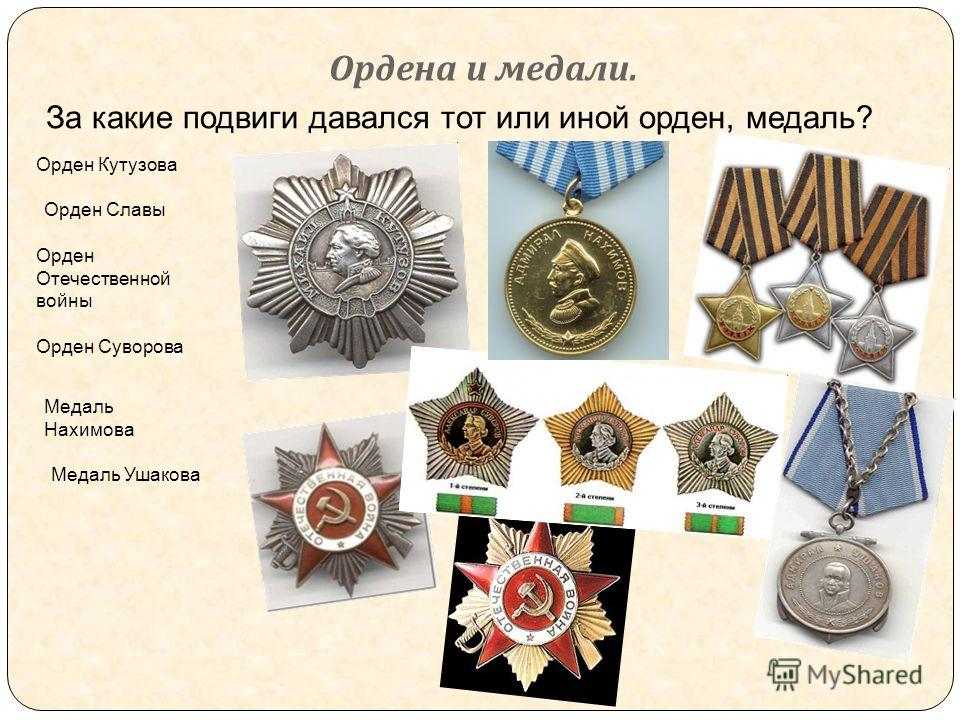 Ордена и медали.
За какие подвиги давался тот или иной орден, медаль?
Орден Кутузова
Орден Славы
Орден
Отечественной
войны
Орден Суворова
Медаль
Нахимова
Медаль Ушакова
МИХАИЛ КУТУЗОВ
АДМИРАЛ НАХИМОВ
АЛЕКСАНДР СУВОРОВ
1-й степени
2-й степени
3-й степени
ОТЕЧЕСТВЕННАЯ ВОЙНА
ОТЕЧЕСТВЕННАЯ ВОЙНА
АДМИРАЛ УШАКОВ
MyShared